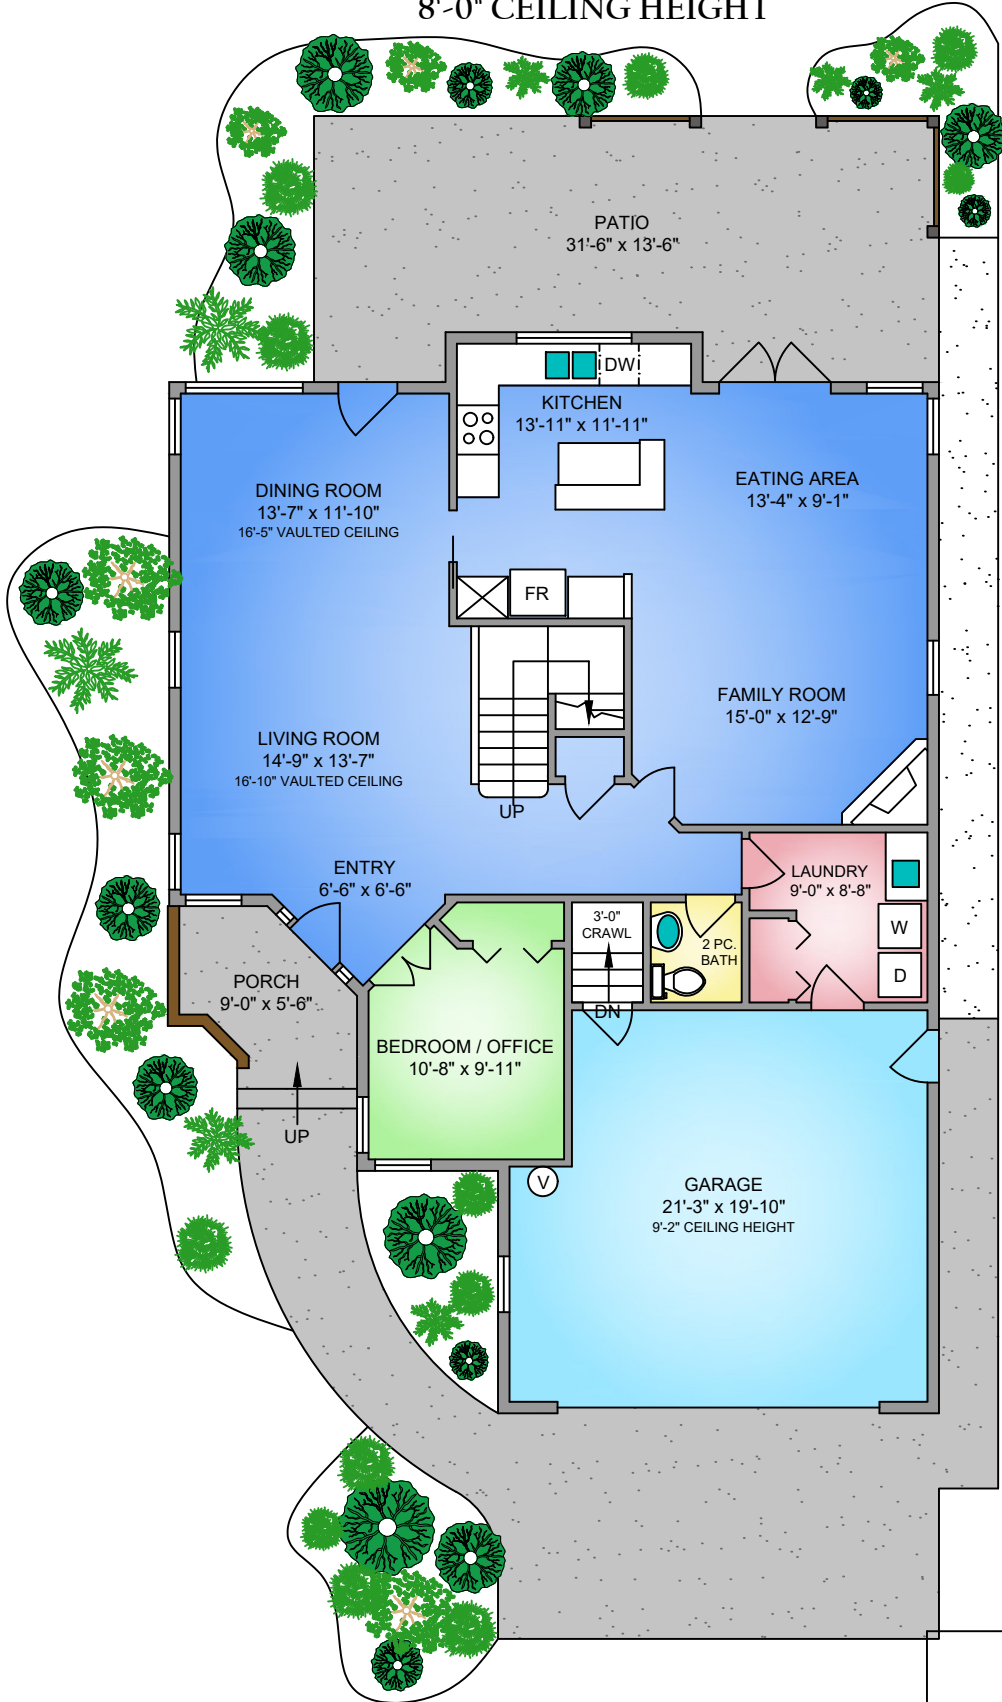 8'-0" CEILING HEIGHT
PATIO
31'-6" x 13'-6"
DW
KITCHEN
13'-11" x 11'-11"
DINING ROOM
13'-7" x 11'-10"
16'-5" VAULTED CEILING
EATING AREA
13'-4" x 9'-1"
FR
FAMILY ROOM
15'-0" x 12'-9"
LIVING ROOM
14'-9" x 13'-7"
16'-10" VAULTED CEILING
UP
ENTRY
6'-6" x 6'-6"
LAUNDRY
9'-0" x 8'-8"
3'-0"
CRAWL
W
2 PC.
BATH
PORCH
9'-0" x 5'-6"
D
DN
BEDROOM / OFFICE
10'-8" x 9'-11"
UP
V
GARAGE
21'-3" x 19'-10"
9'-2" CEILING HEIGHT